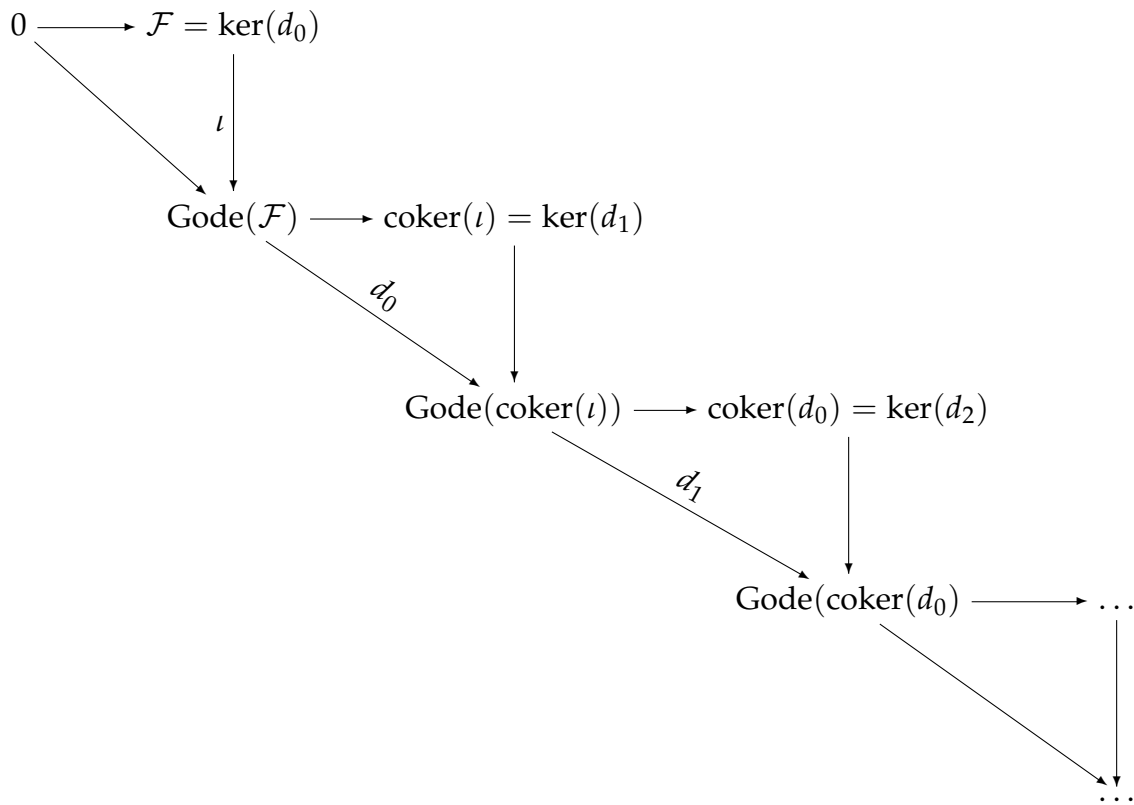 0 ℱ = ker(d₀)
ι
Gode(ℱ) coker(ι) = ker(d₁)
d₀
Gode(coker(ι)) coker(d₀) = ker(d₂)
d₁
Gode(coker(d₀) …
…